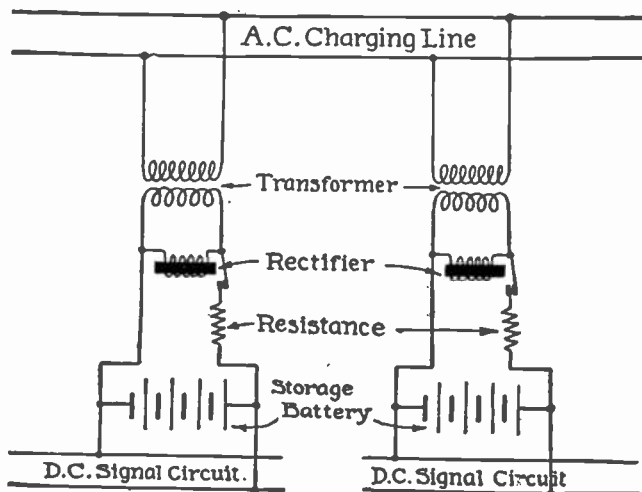 A.C. Charging Line
Transformer
Rectifier
Resistance
Storage
Battery
D.C. Signal Circuit.
D.C. Signal Circuit